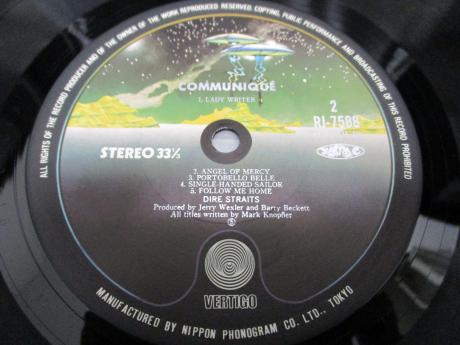 ALL RIGHTS OF THE RECORD PRODUCER AND OF THE OWNER OF THE WORK REPRODUCED RESERVED. COPYING, PUBLIC PERFORMANCE AND BROADCASTING OF THIS RECORD PROHIBITED
COMMUNIQUÉ
1. LADY WRITER
2
RJ-7588
STEREO 33⅓
2. ANGEL OF MERCY
3. PORTOBELLO BELLE
4. SINGLE-HANDED SAILOR
5. FOLLOW ME HOME
DIRE STRAITS
Produced by Jerry Wexler and Barry Beckett
All titles written by Mark Knopfler
Ⓟ
VERTIGO
MANUFACTURED BY NIPPON PHONOGRAM CO. LTD., TOKYO